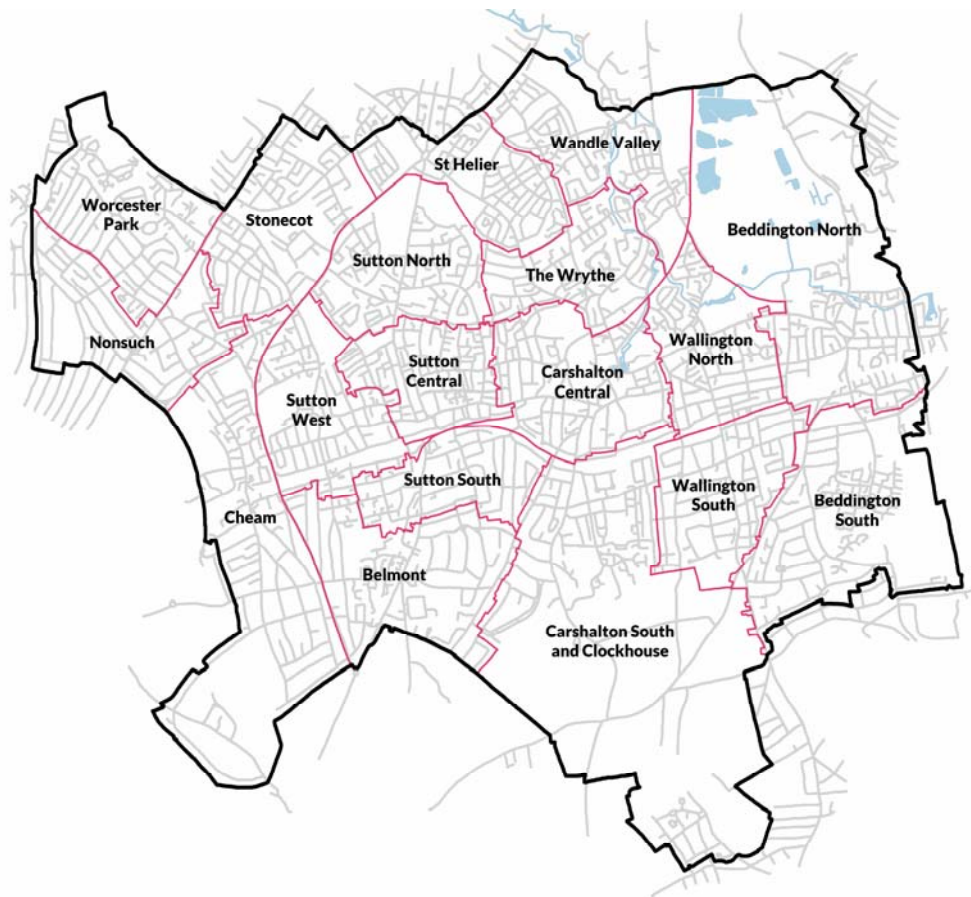 Wandle Valley
St Helier
Worcester
Park
Stonecot
Beddington North
Sutton North
The Wrythe
Nonsuch
Wallington
North
Sutton
Central
Carshalton
Central
Sutton
West
Sutton South
Wallington
South
Beddington
South
Cheam
Belmont
Carshalton South
and Clockhouse